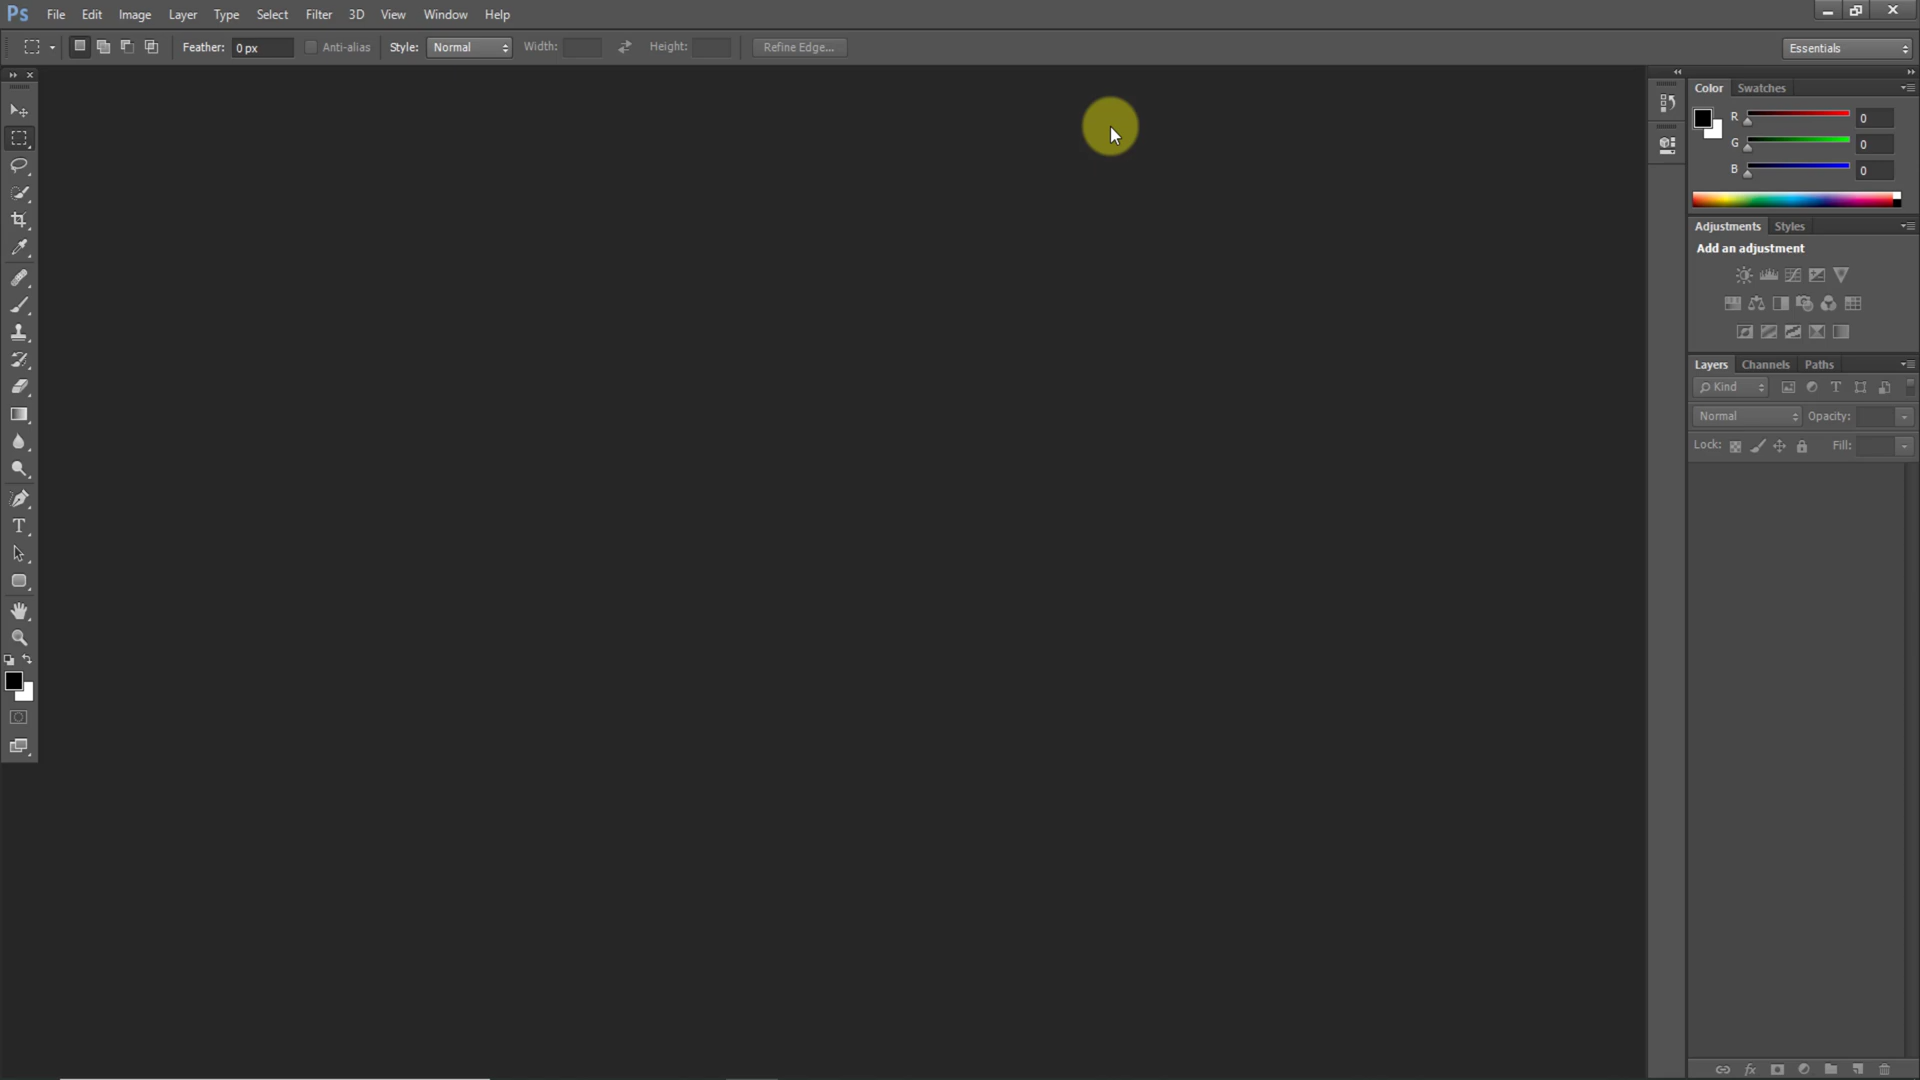 Ps File Edit Image Layer Type Select Filter 3D View Window Help
Feather: 0 px Anti-alias Style: Normal Width: Height: Refine Edge... Essentials
Color Swatches
R 0
G 0
B 0
Adjustments Styles
Add an adjustment
Layers Channels Paths
Kind T
Normal Opacity:
Lock: Fill:
T
fx